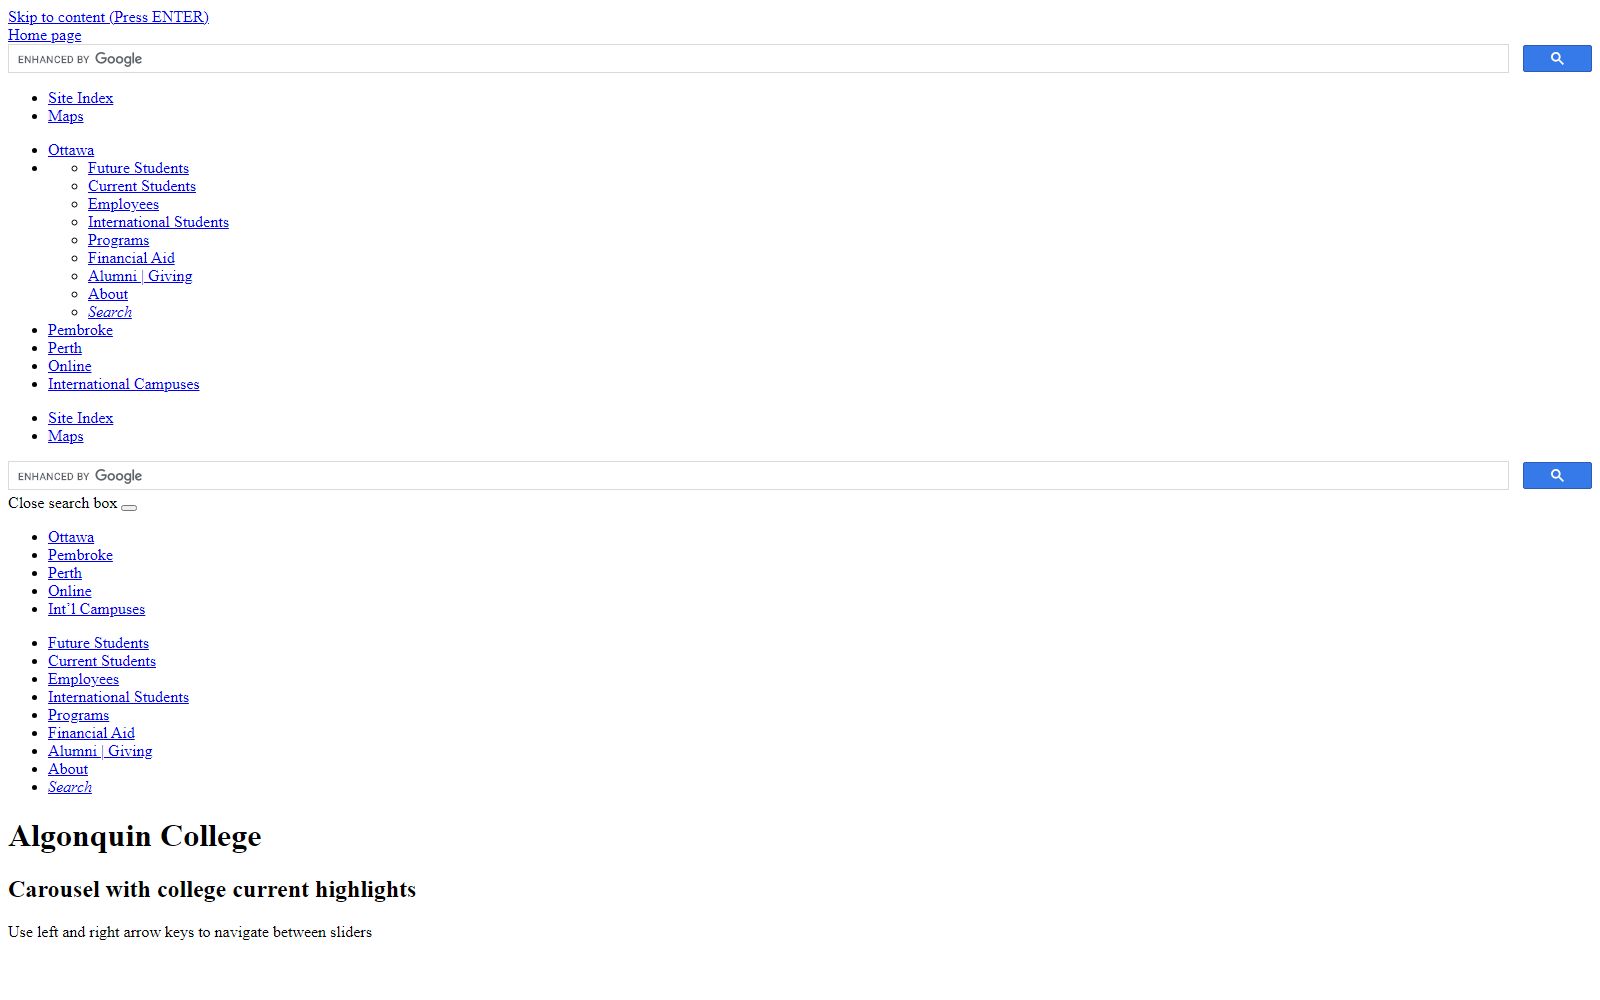 Skip to content (Press ENTER)
Home page
ENHANCED BY Google
Site Index
Maps
Ottawa
Future Students
Current Students
Employees
International Students
Programs
Financial Aid
Alumni | Giving
About
Search
Pembroke
Perth
Online
International Campuses
Site Index
Maps
ENHANCED BY Google
Close search box
Ottawa
Pembroke
Perth
Online
Int’l Campuses
Future Students
Current Students
Employees
International Students
Programs
Financial Aid
Alumni | Giving
About
Search
Algonquin College
Carousel with college current highlights
Use left and right arrow keys to navigate between sliders